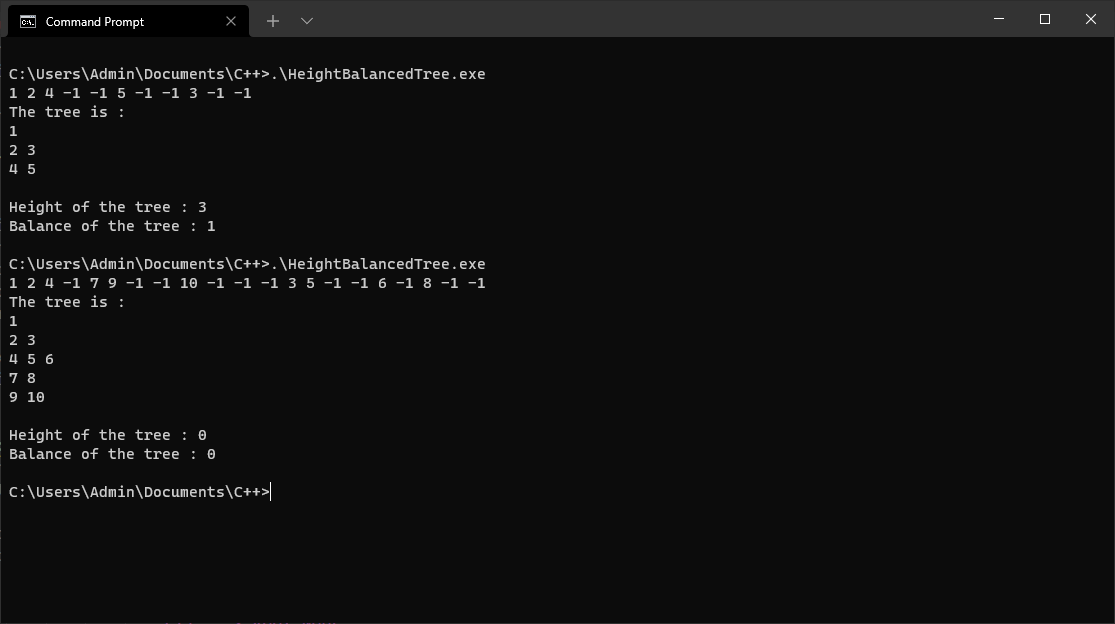 Command Prompt
C:\Users\Admin\Documents\C++>.\HeightBalancedTree.exe
1 2 4 -1 -1 5 -1 -1 3 -1 -1
The tree is :
1
2 3
4 5
Height of the tree : 3
Balance of the tree : 1
C:\Users\Admin\Documents\C++>.\HeightBalancedTree.exe
1 2 4 -1 7 9 -1 -1 10 -1 -1 -1 3 5 -1 -1 6 -1 8 -1 -1
The tree is :
1
2 3
4 5 6
7 8
9 10
Height of the tree : 0
Balance of the tree : 0
C:\Users\Admin\Documents\C++>